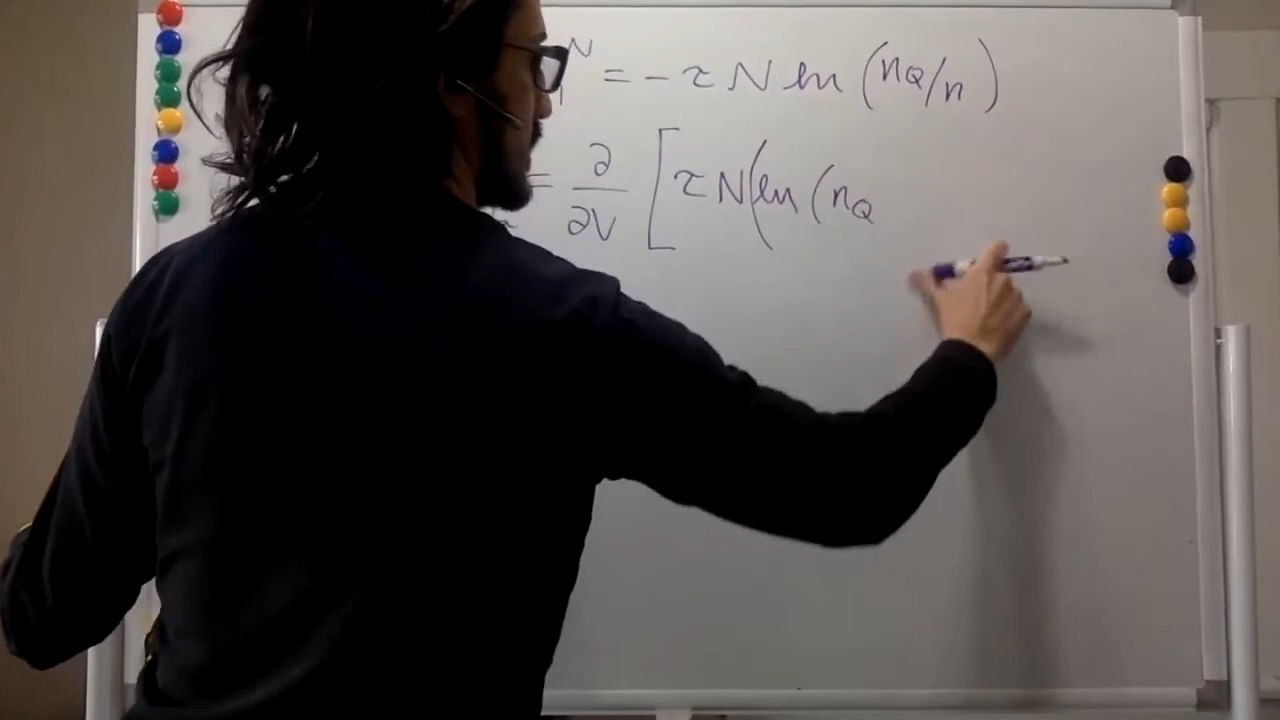 N = - τ N ln (nQ/n)
= ∂/∂V [τ N(ln (nQ